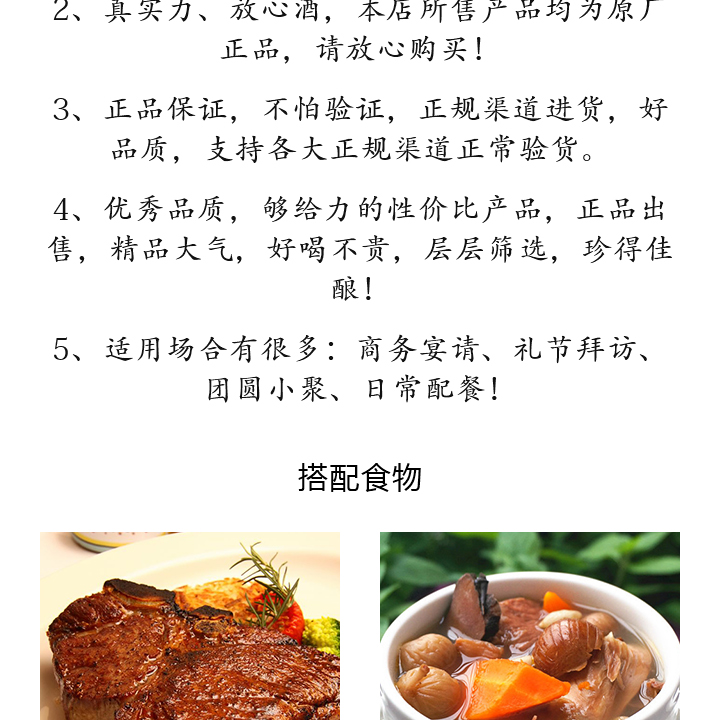 2、真实力、放心酒，本店所售产品均为原厂
正品，请放心购买！
3、正品保证，不怕验证，正规渠道进货，好
品质，支持各大正规渠道正常验货。
4、优秀品质，够给力的性价比产品，正品出
售，精品大气，好喝不贵，层层筛选，珍得佳
酿！
5、适用场合有很多：商务宴请、礼节拜访、
团圆小聚、日常配餐！
搭配食物